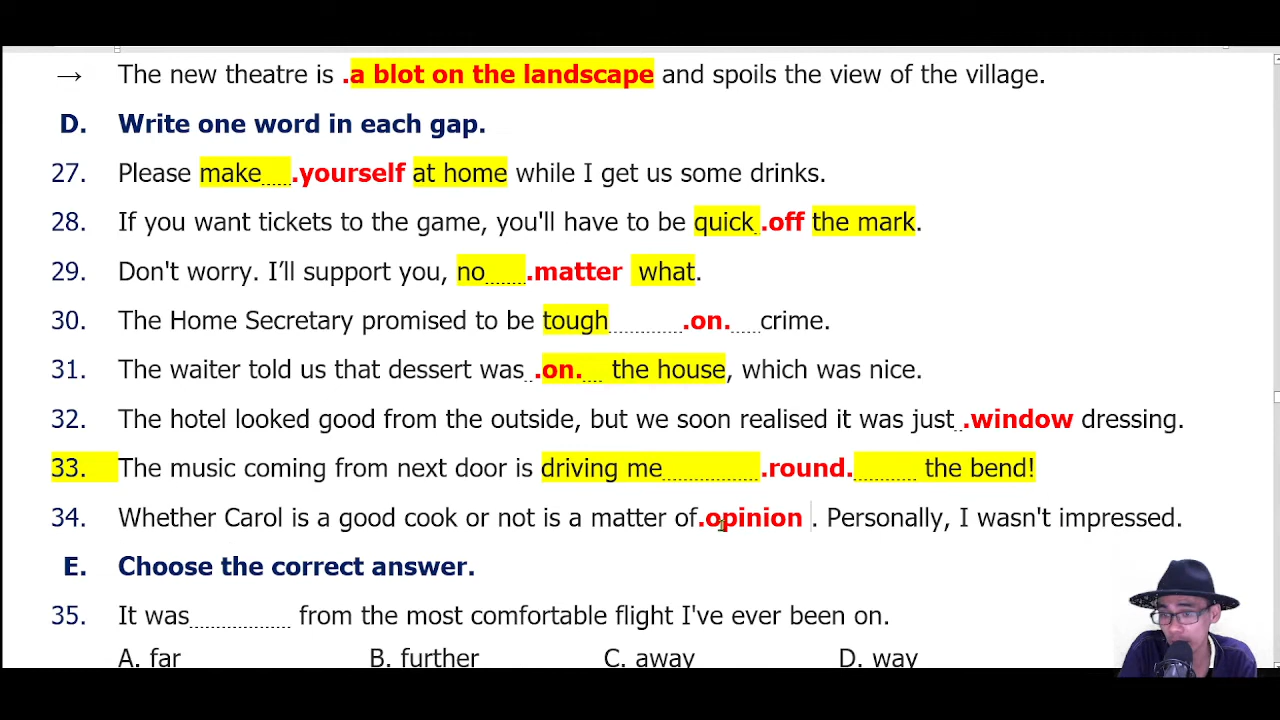 → The new theatre is .a blot on the landscape and spoils the view of the village.
D. Write one word in each gap.
27. Please make.....yourself at home while I get us some drinks.
28. If you want tickets to the game, you'll have to be quick..off the mark.
29. Don't worry. I’ll support you, no.......matter what.
30. The Home Secretary promised to be tough............on......crime.
31. The waiter told us that dessert was...on..... the house, which was nice.
32. The hotel looked good from the outside, but we soon realised it was just..window dressing.
33. The music coming from next door is driving me...............round........... the bend!
34. Whether Carol is a good cook or not is a matter of.opinion . Personally, I wasn't impressed.
E. Choose the correct answer.
35. It was................ from the most comfortable flight I've ever been on.
A. far B. further C. away D. way